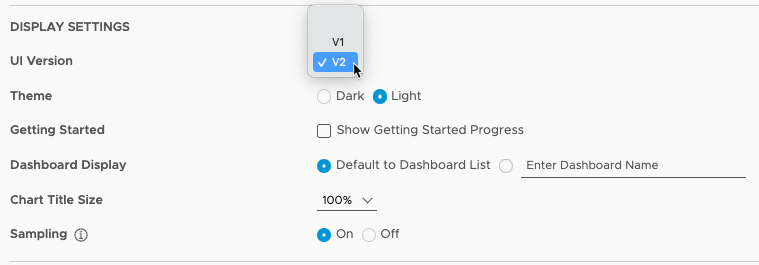 DISPLAY SETTINGS
V1
UI Version ✓ V2
Theme Dark Light
Getting Started Show Getting Started Progress
Dashboard Display Default to Dashboard List Enter Dashboard Name
Chart Title Size 100%
Sampling On Off